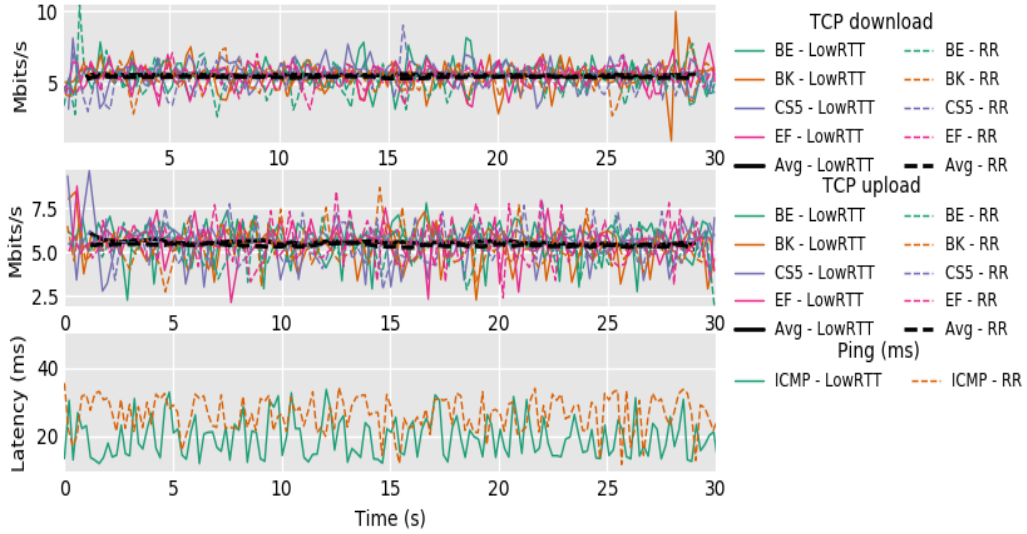 10
5
Mbits/s
5 10 15 20 25 30
7.5
5.0
2.5
Mbits/s
0 5 10 15 20 25 30
40
20
Latency (ms)
0 5 10 15 20 25 30
Time (s)
TCP download
BE - LowRTT BE - RR
BK - LowRTT BK - RR
CS5 - LowRTT CS5 - RR
EF - LowRTT EF - RR
Avg - LowRTT Avg - RR
TCP upload
BE - LowRTT BE - RR
BK - LowRTT BK - RR
CS5 - LowRTT CS5 - RR
EF - LowRTT EF - RR
Avg - LowRTT Avg - RR
Ping (ms)
ICMP - LowRTT ICMP - RR